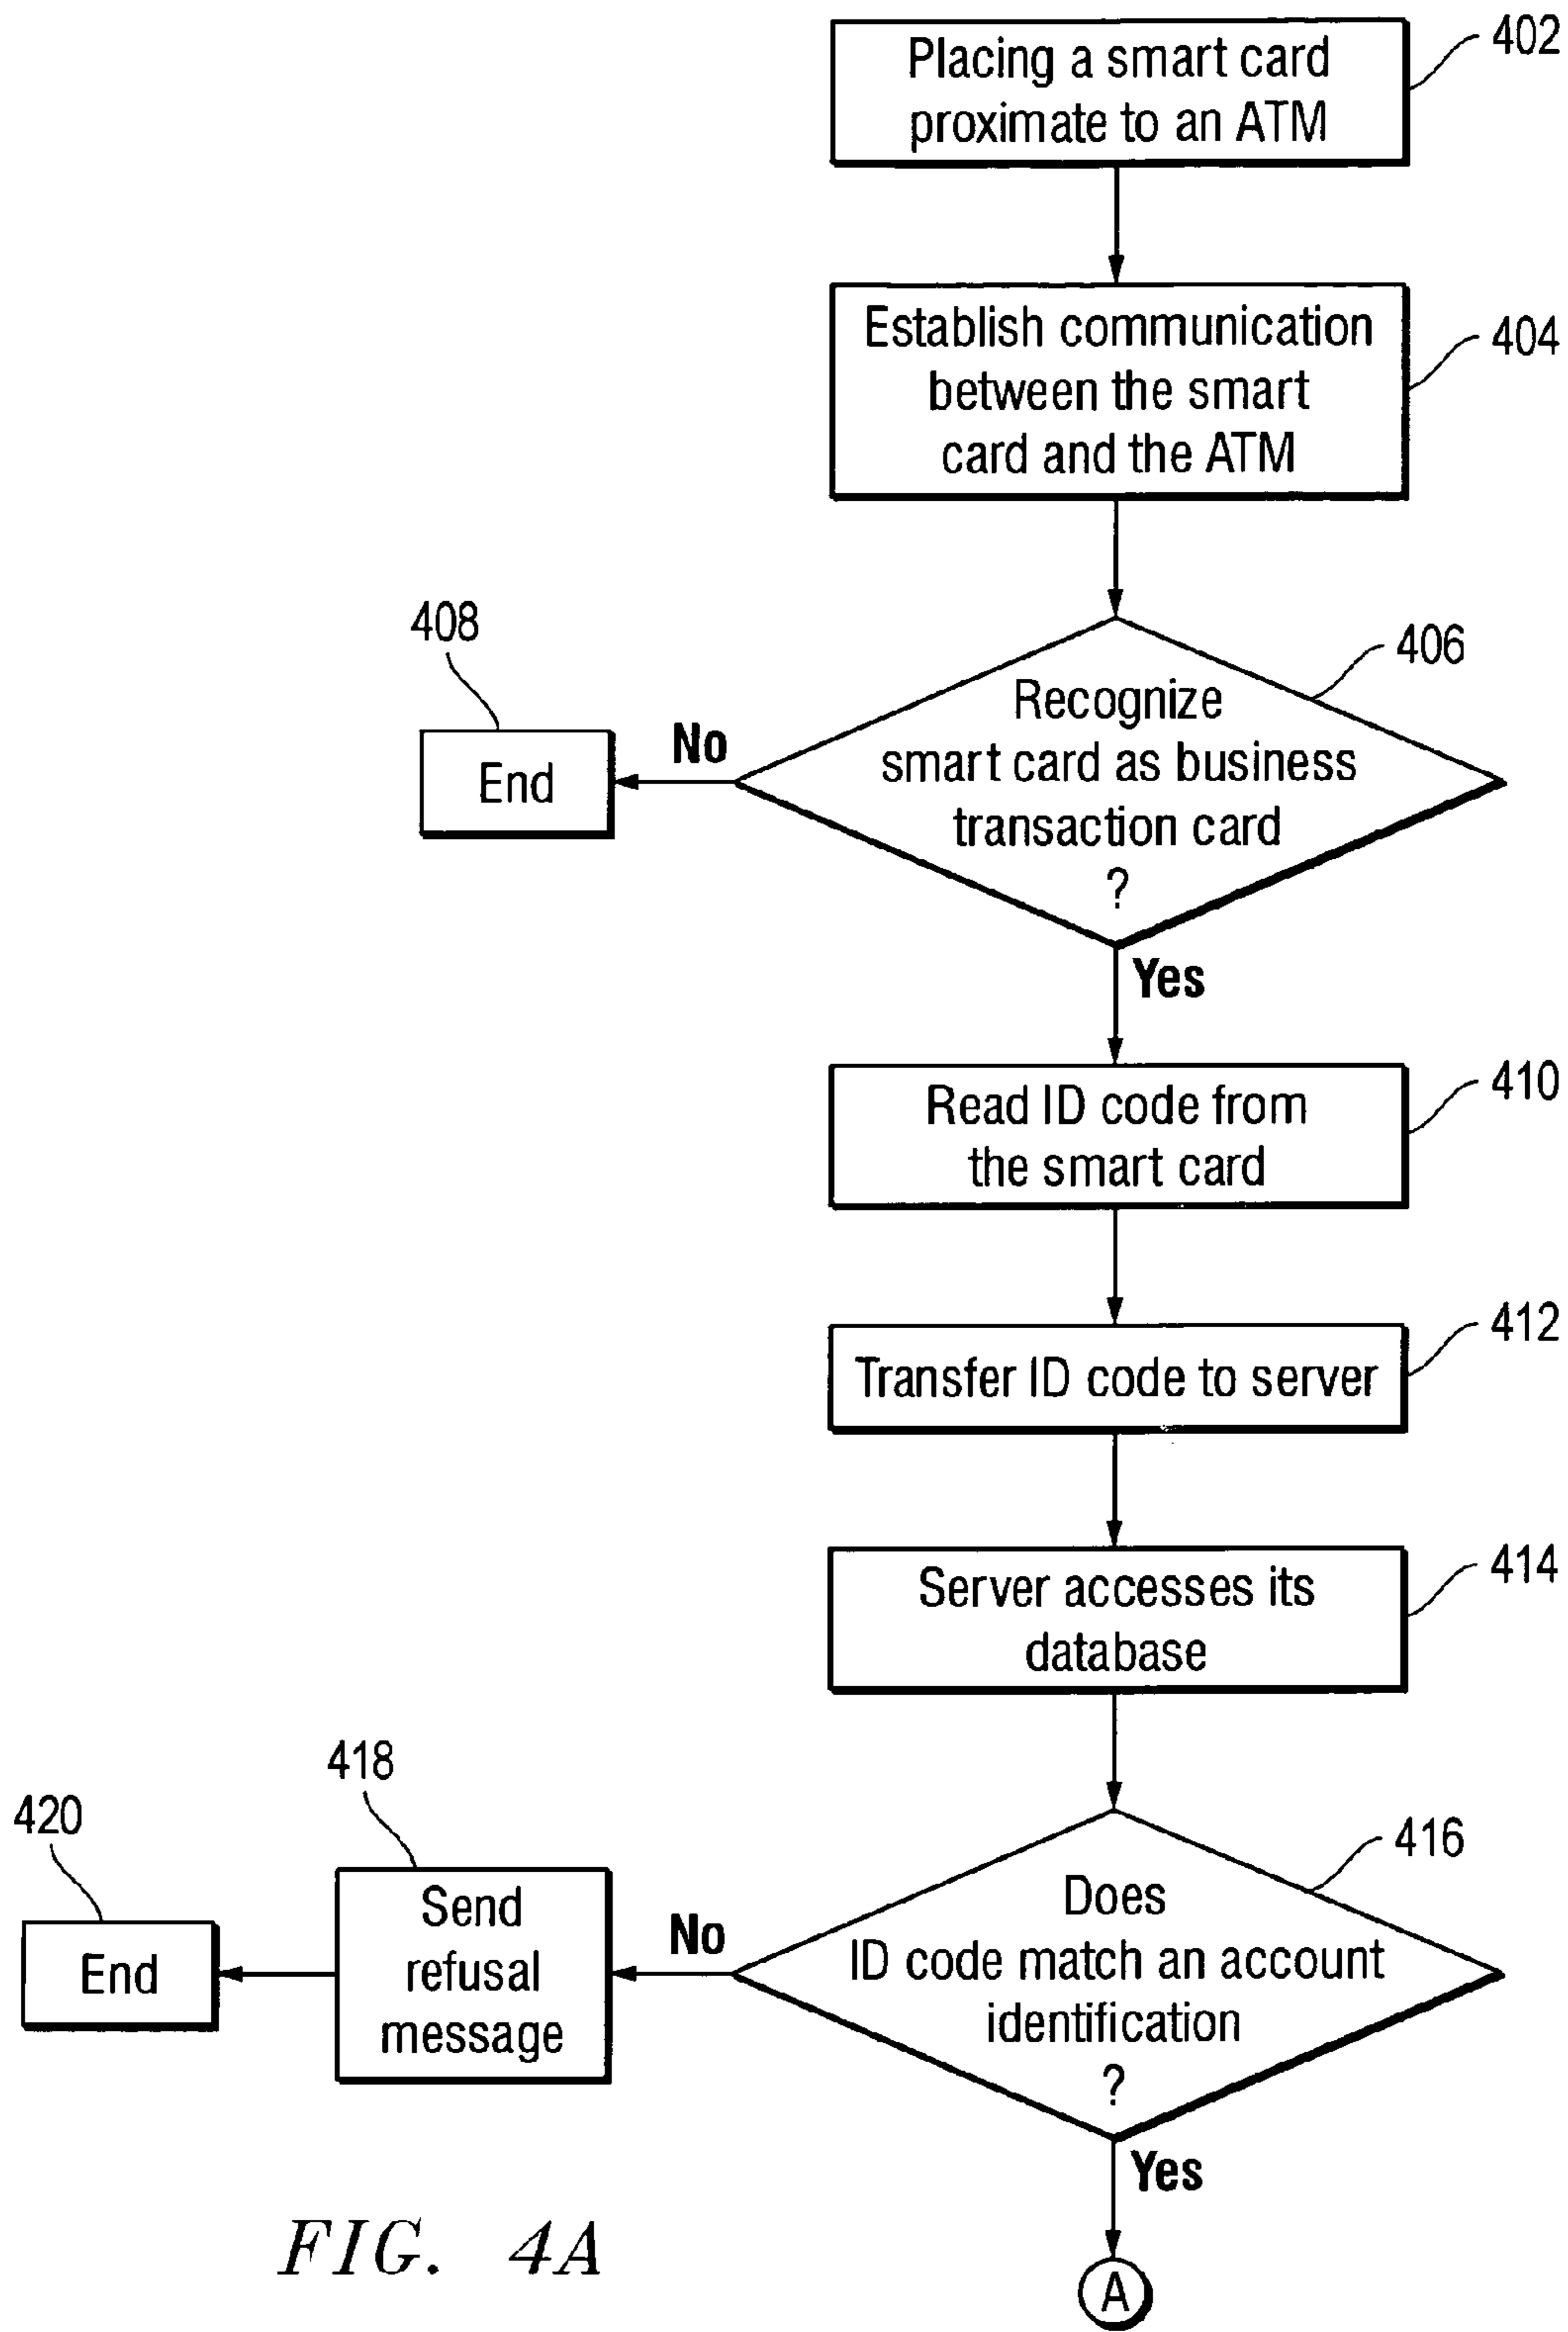 402
Placing a smart card
proximate to an ATM
404
Establish communication
between the smart
card and the ATM
408
406
Recognize
smart card as business
transaction card
?
No
End
Yes
410
Read ID code from
the smart card
412
Transfer ID code to server
414
Server accesses its
database
418
420
416
Does
ID code match an account
identification
?
No
Send
refusal
message
End
Yes
FIG. 4A
A